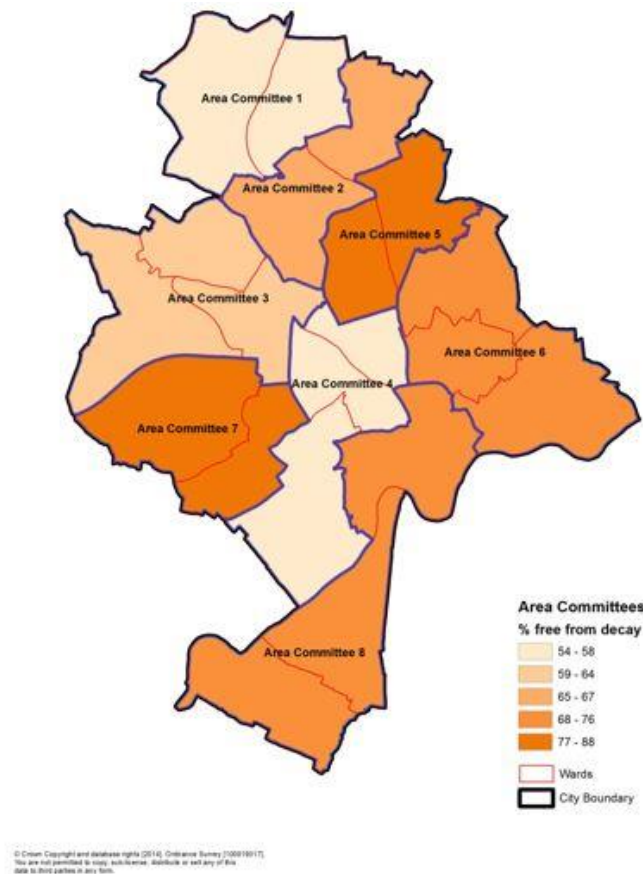 Area Committee 1
Area Committee 2
Area Committee 5
Area Committee 3
Area Committee 6
Area Committee 4
Area Committee 7
Area Committee 8
Area Committees
% free from decay
54 - 58
59 - 64
65 - 67
68 - 76
77 - 88
Wards
City Boundary
© Crown Copyright and database rights [2014]. Ordnance Survey
You are not permitted to copy, sub-license, distribute or sell any of this
data to third parties in any form.